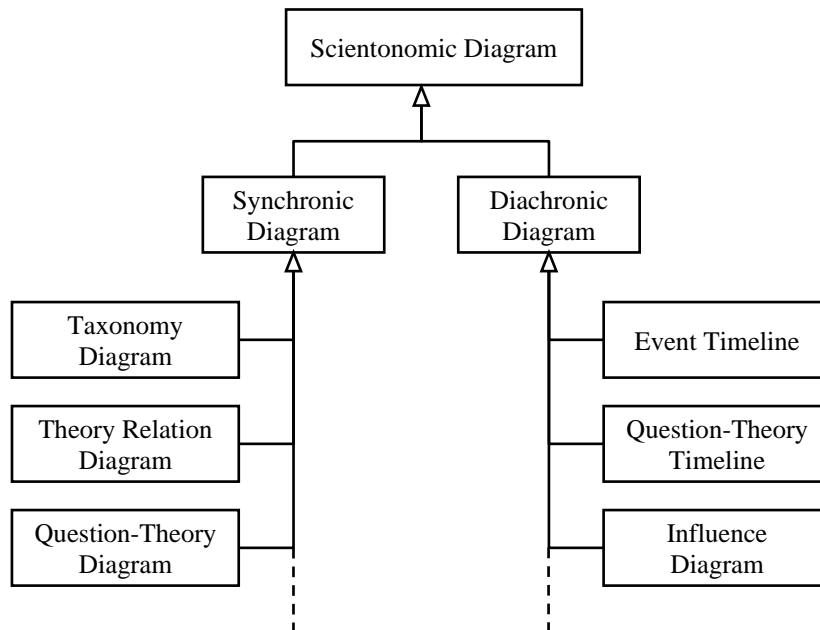 Scientonomic Diagram
Synchronic
Diagram
Diachronic
Diagram
Taxonomy
Diagram
Event Timeline
Theory Relation
Diagram
Question-Theory
Timeline
Question-Theory
Diagram
Influence
Diagram